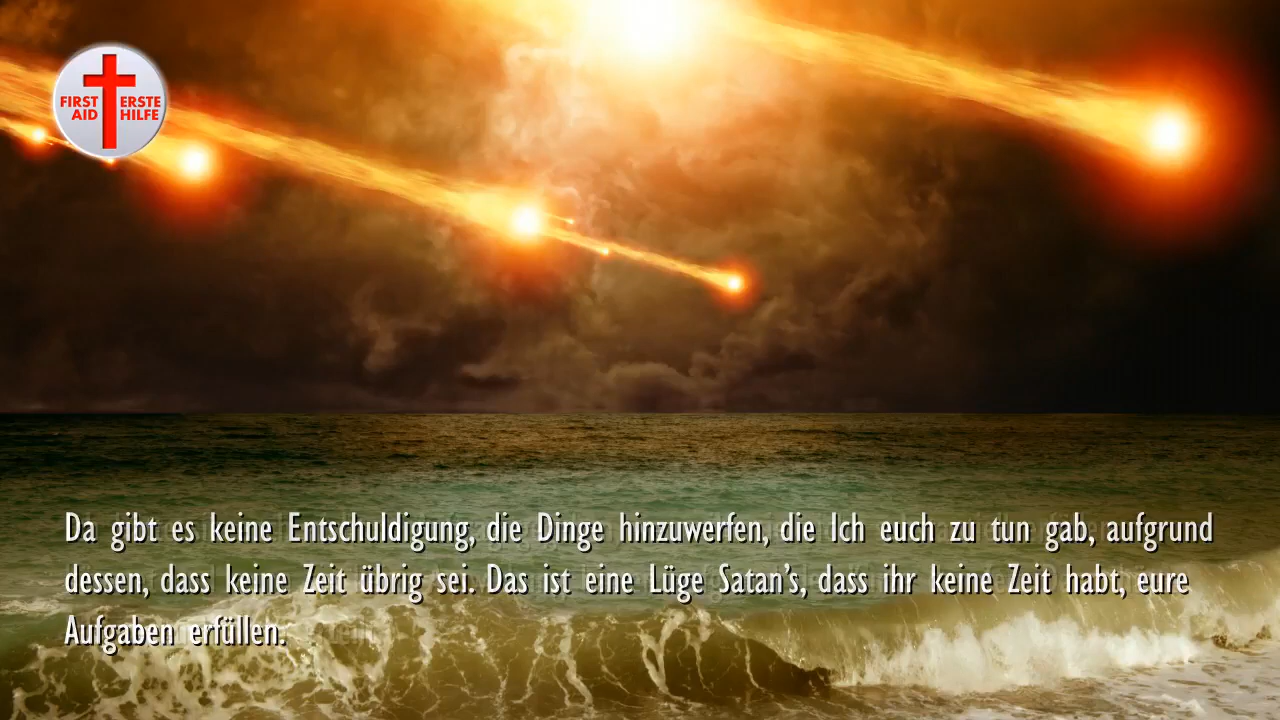 FIRST ERSTE
AID HILFE
Da gibt es keine Entschuldigung, die Dinge hinzuwerfen, die Ich euch zu tun gab, aufgrund
dessen, dass keine Zeit übrig sei. Das ist eine Lüge Satan's, dass ihr keine Zeit habt, eure
Aufgaben erfüllen.